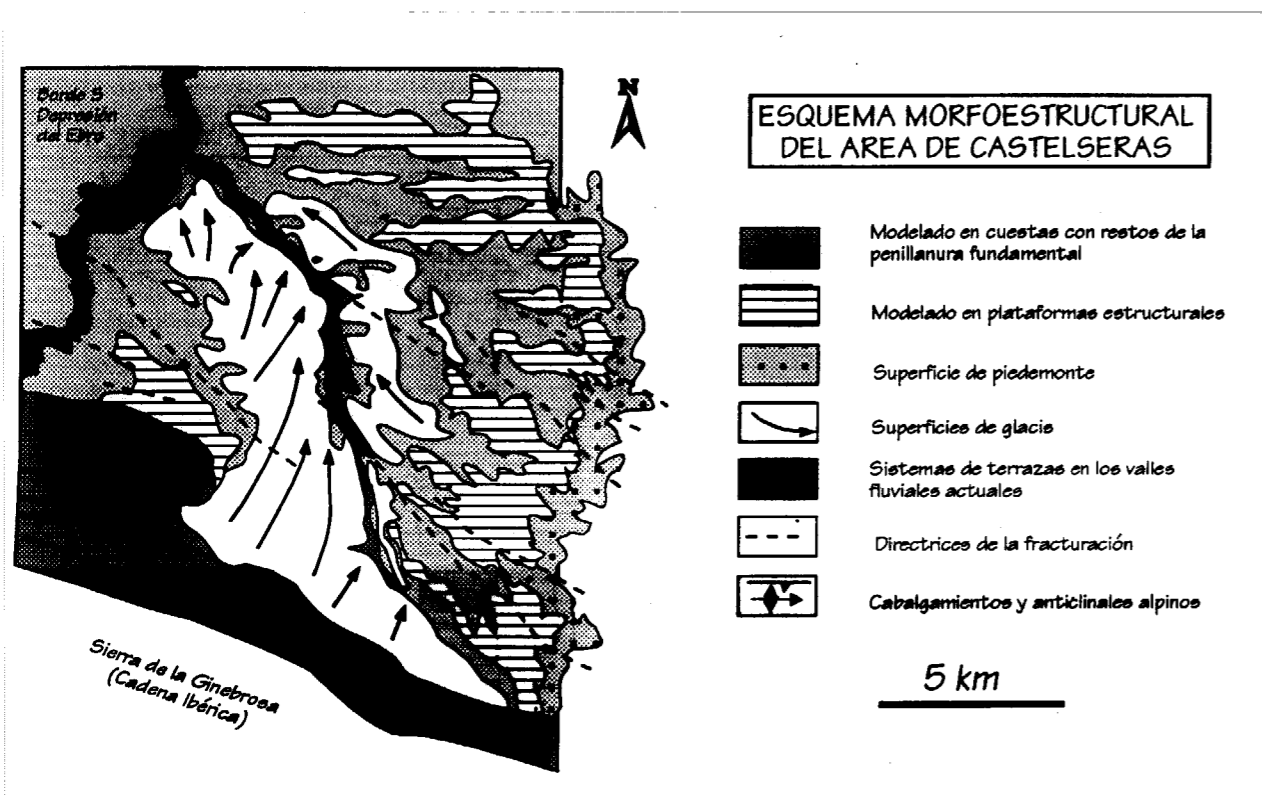 Borde S
Depresión
del Ebro
N
ESQUEMA MORFOESTRUCTURAL
DEL AREA DE CASTELSERAS
Modelado en cuestas con restos de la
penillanura fundamental
Modelado en plataformas estructurales
Superficie de piedemonte
Superficies de glacis
Sistemas de terrazas en los valles
fluviales actuales
Directrices de la fracturación
Cabalgamientos y anticlinales alpinos
5 km
Sierra de la Ginebrosa
(Cadena Ibérica)